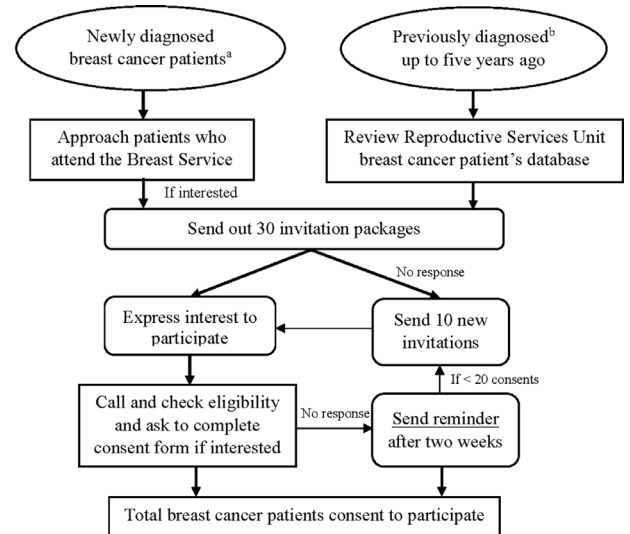 Newly diagnosed
breast cancer patientsᵃ
Previously diagnosedᵇ
up to five years ago
Approach patients who
attend the Breast Service
Review Reproductive Services Unit
breast cancer patient's database
If interested
Send out 30 invitation packages
No response
Express interest to
participate
Send 10 new
invitations
If < 20 consents
Call and check eligibility
and ask to complete
consent form if interested
No response
Send reminder
after two weeks
Total breast cancer patients consent to participate